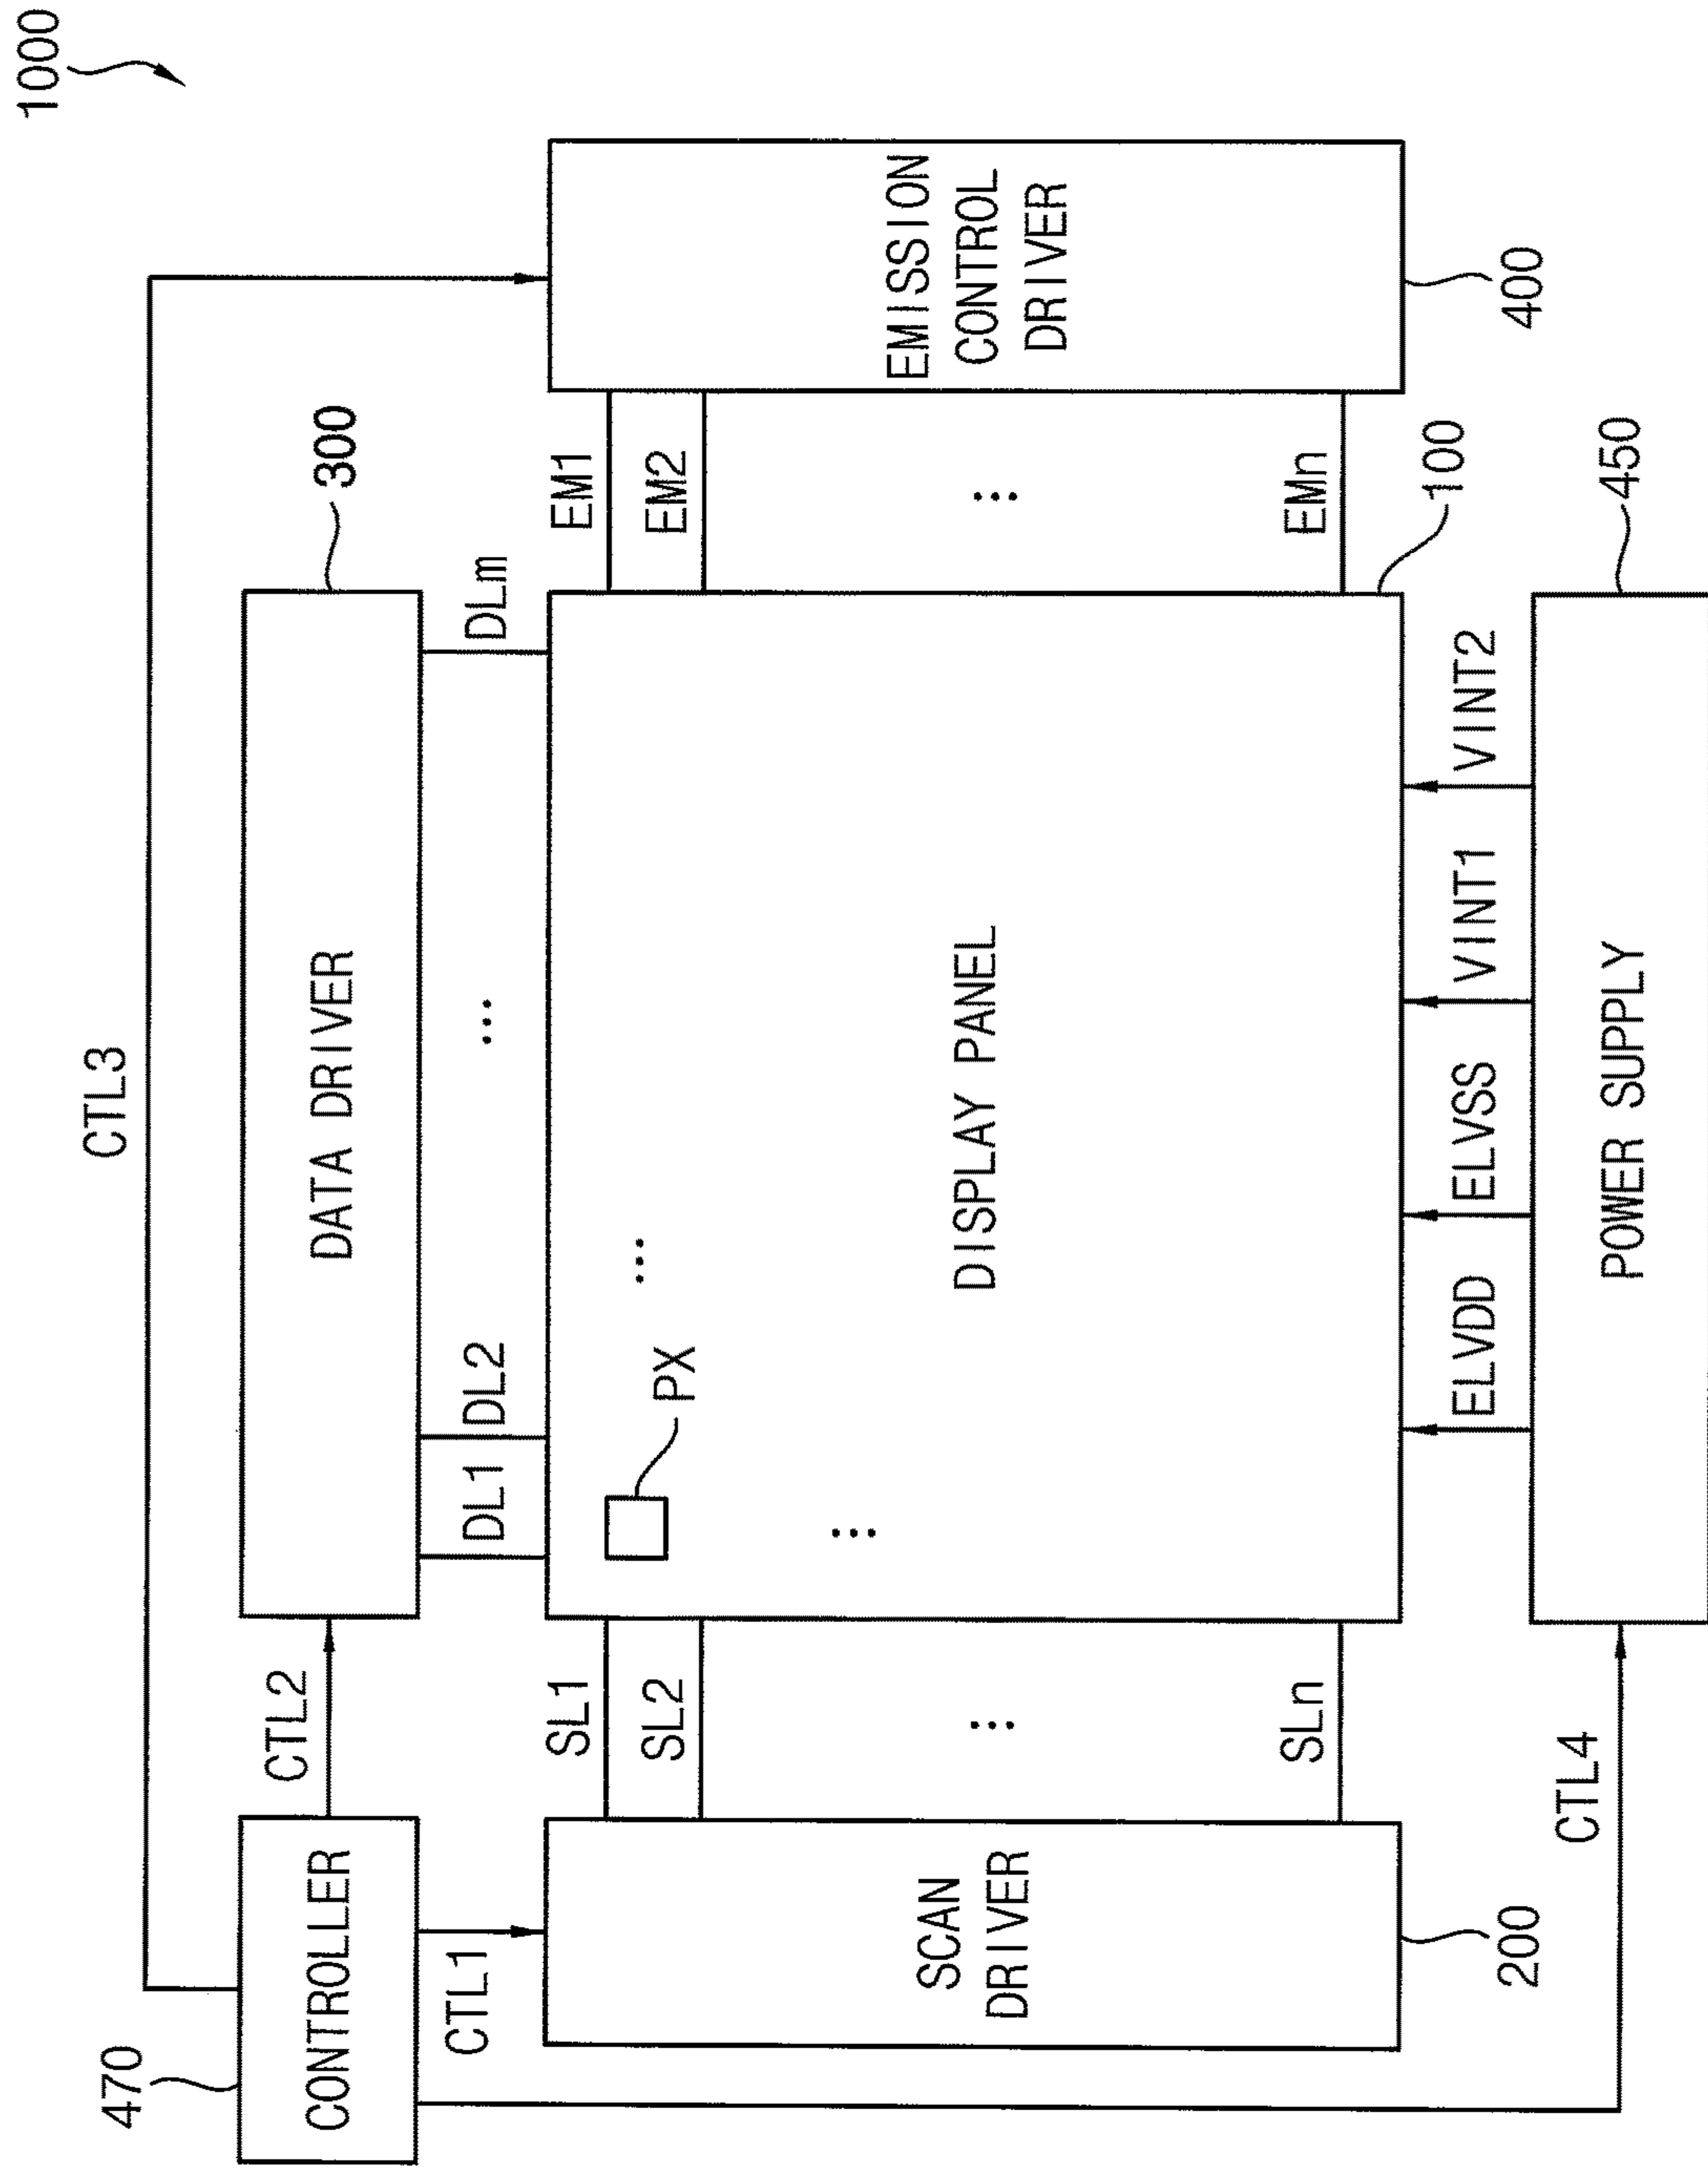 1000
CTL3
470
300
CONTROLLER
CTL2
DATA DRIVER
CTL1
DL1
DL2
...
DLm
SL1
SL2
...
SLn
SCAN
DRIVER
200
PX
...
...
DISPLAY PANEL
100
EM1
EM2
...
EMn
EMISSION
CONTROL
DRIVER
400
ELVDD
ELVSS
VINT1
VINT2
CTL4
POWER SUPPLY
450